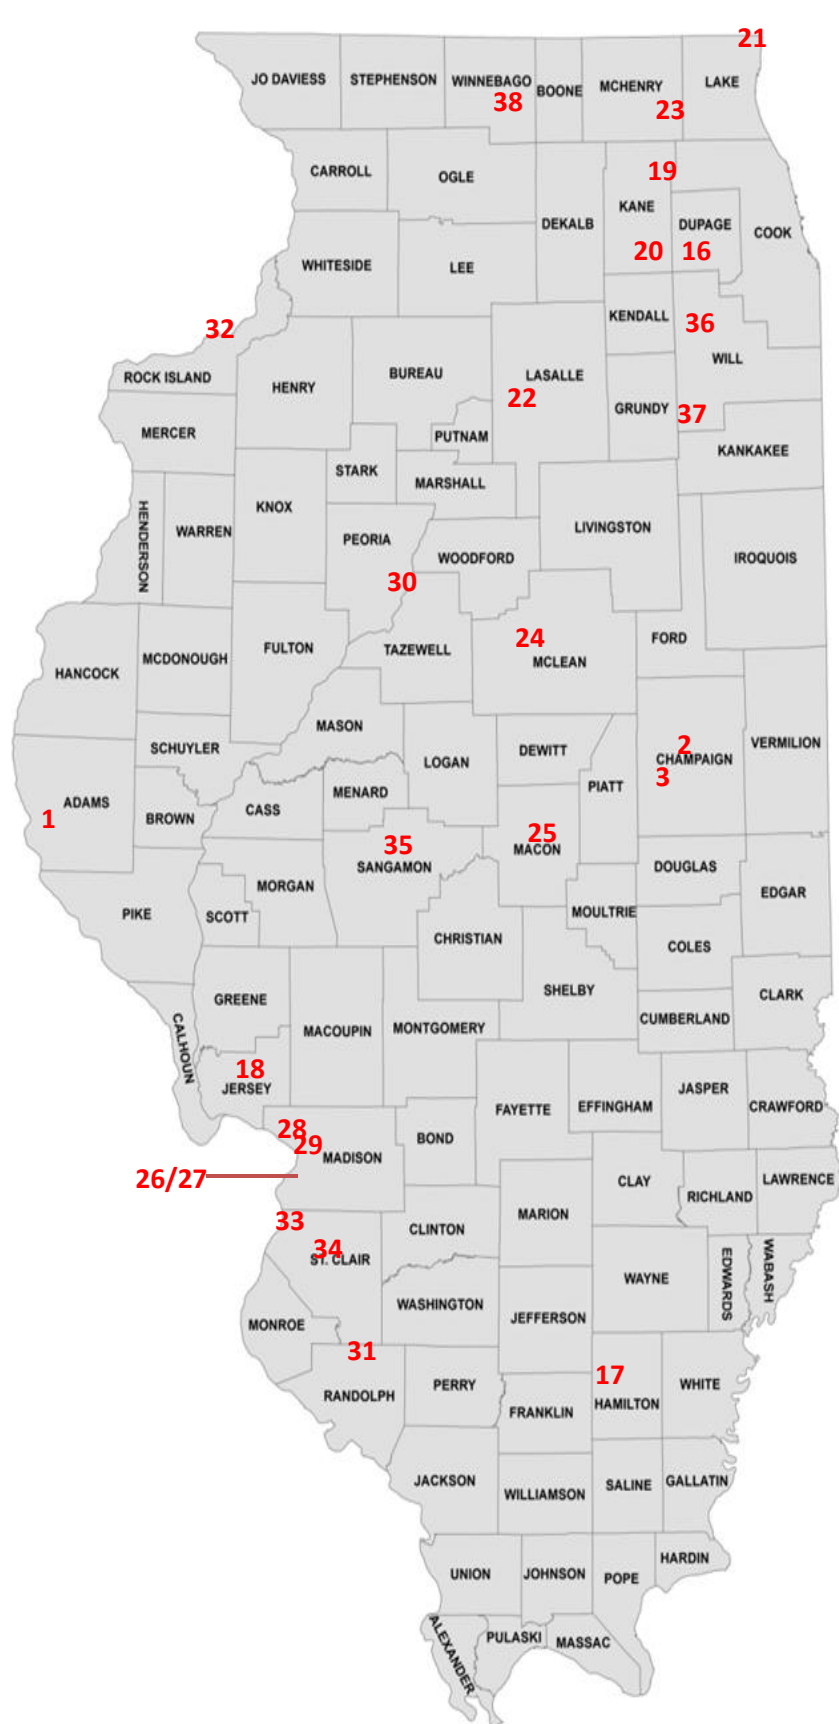 21
JO DAVIESS STEPHENSON WINNEBAGO BOONE MCHENRY LAKE
38 23
CARROLL OGLE DEKALB KANE 19 DUPAGE COOK
20 16
WHITESIDE LEE
32 KENDALL 36
ROCK ISLAND HENRY BUREAU LASALLE WILL
22 GRUNDY 37
MERCER PUTNAM KANKAKEE
STARK MARSHALL
HENDERSON WARREN KNOX PEORIA WOODFORD LIVINGSTON IROQUOIS
30
HANCOCK MCDONOUGH FULTON TAZEWELL 24 MCLEAN FORD
MASON
SCHUYLER LOGAN DEWITT 2 CHAMPAIGN VERMILION
3
ADAMS BROWN CASS MENARD PIATT
1
35 25
SANGAMON MACON
MORGAN DOUGLAS EDGAR
PIKE SCOTT CHRISTIAN MOULTRIE COLES
GREENE SHELBY CLARK
CALHOUN MACOUPIN MONTGOMERY CUMBERLAND
18
JERSEY FAYETTE EFFINGHAM JASPER CRAWFORD
28
29 MADISON BOND
26/27 CLAY RICHLAND LAWRENCE
33 CLINTON MARION
34
ST. CLAIR WAYNE EDWARDS WABASH
MONROE WASHINGTON JEFFERSON
31 17
RANDOLPH PERRY FRANKLIN HAMILTON WHITE
JACKSON WILLIAMSON SALINE GALLATIN
UNION JOHNSON POPE HARDIN
ALEXANDER PULASKI MASSAC